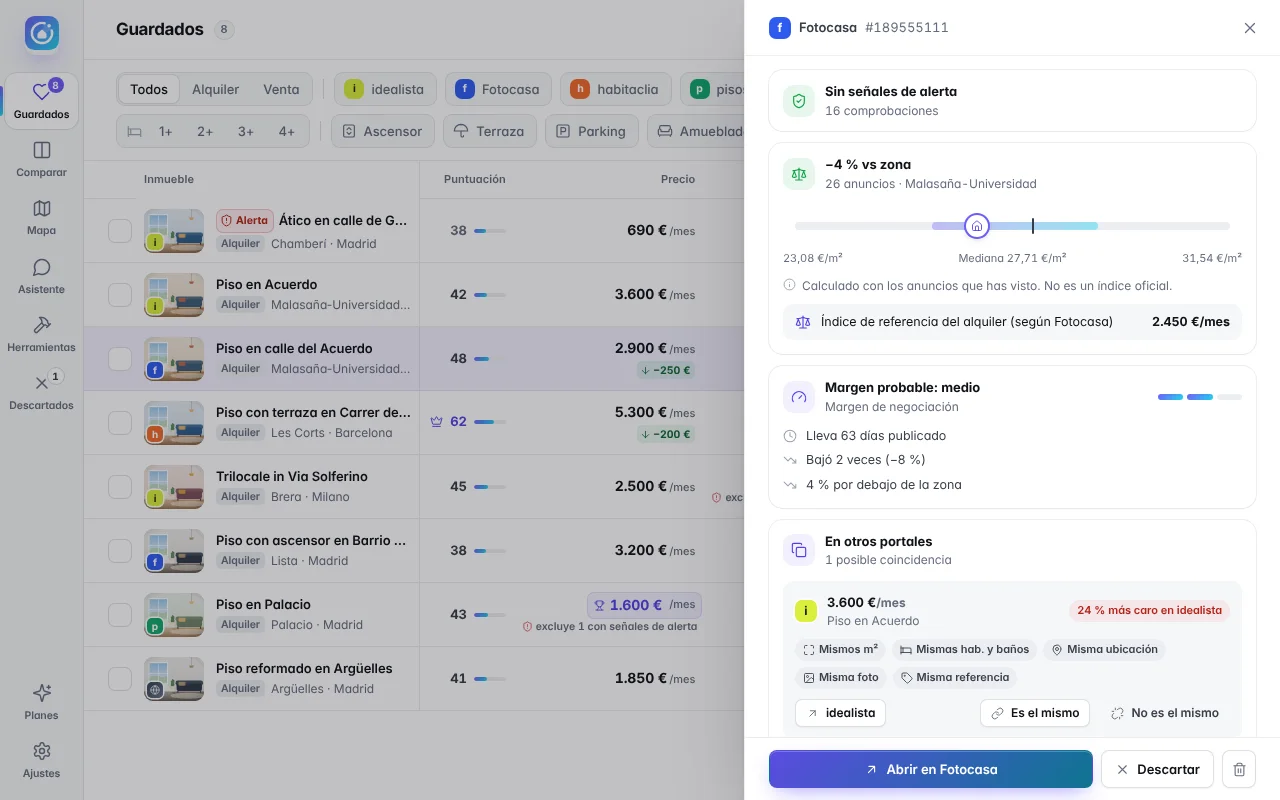 Guardados 8
f Fotocasa #189555111
8
Guardados
Comparar
Mapa
Asistente
Herramientas
1
Descartados
Planes
Ajustes
Todos Alquiler Venta i idealista f Fotocasa h habitaclia p pisos
1+ 2+ 3+ 4+ Ascensor Terraza P Parking Amueblado
Inmueble Puntuación Precio
Alerta Ático en calle de G...
Alquiler Chamberí · Madrid
i
38
690 €/mes
Piso en Acuerdo
Alquiler Malasaña-Universidad...
i
42
3.600 €/mes
Piso en calle del Acuerdo
Alquiler Malasaña-Universidad...
f
48
2.900 €/mes
↓ −250 €
Piso con terraza en Carrer de...
Alquiler Les Corts · Barcelona
h
62
5.300 €/mes
↓ −200 €
Trilocale in Via Solferino
Alquiler Brera · Milano
i
45
2.500 €/mes
exc
Piso con ascensor en Barrio ...
Alquiler Lista · Madrid
f
38
3.200 €/mes
Piso en Palacio
Alquiler Palacio · Madrid
p
43
1.600 € /mes
excluye 1 con señales de alerta
Piso reformado en Argüelles
Alquiler Argüelles · Madrid
41
1.850 €/mes
Sin señales de alerta
16 comprobaciones
−4 % vs zona
26 anuncios · Malasaña-Universidad
23,08 €/m² Mediana 27,71 €/m² 31,54 €/m²
Calculado con los anuncios que has visto. No es un índice oficial.
Índice de referencia del alquiler (según Fotocasa) 2.450 €/mes
Margen probable: medio
Margen de negociación
Lleva 63 días publicado
Bajó 2 veces (−8 %)
4 % por debajo de la zona
En otros portales
1 posible coincidencia
i
3.600 €/mes
Piso en Acuerdo
24 % más caro en idealista
Mismos m² Mismas hab. y baños Misma ubicación
Misma foto Misma referencia
idealista Es el mismo No es el mismo
Abrir en Fotocasa Descartar